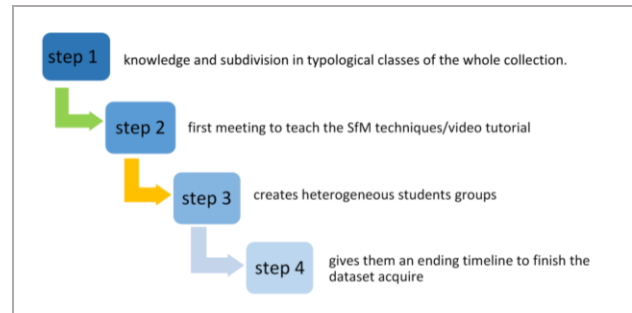 step 1
knowledge and subdivision in typological classes of the whole collection.
step 2
first meeting to teach the SfM techniques/video tutorial
step 3
creates heterogeneous students groups
step 4
gives them an ending timeline to finish the
dataset acquire